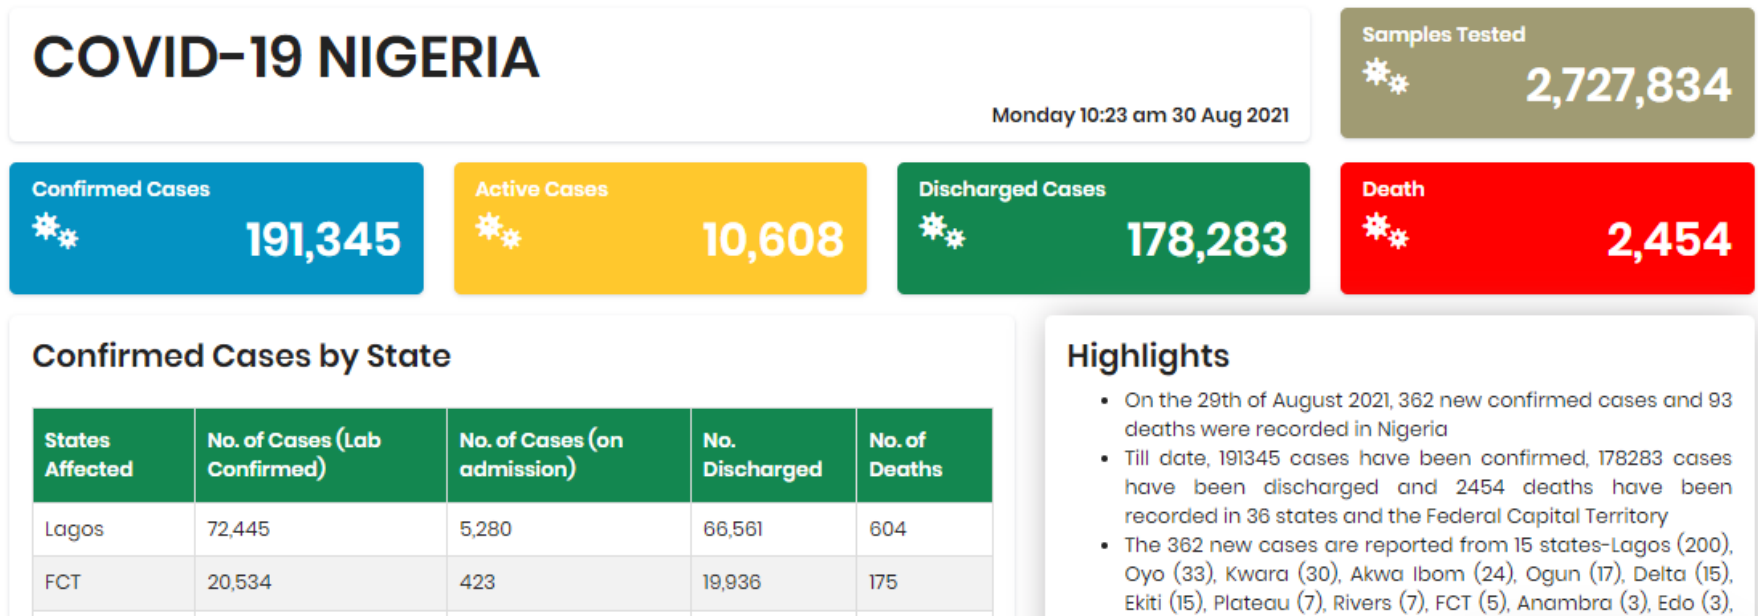 COVID-19 NIGERIA
Monday 10:23 am 30 Aug 2021
Samples Tested
2,727,834
Confirmed Cases
191,345
Active Cases
10,608
Discharged Cases
178,283
Death
2,454
Confirmed Cases by State
States Affected | No. of Cases (Lab Confirmed) | No. of Cases (on admission) | No. Discharged | No. of Deaths
Lagos 72,445 5,280 66,561 604
FCT 20,534 423 19,936 175
Highlights
• On the 29th of August 2021, 362 new confirmed cases and 93
deaths were recorded in Nigeria
• Till date, 191345 cases have been confirmed, 178283 cases
have been discharged and 2454 deaths have been
recorded in 36 states and the Federal Capital Territory
• The 362 new cases are reported from 15 states-Lagos (200),
Oyo (33), Kwara (30), Akwa Ibom (24), Ogun (17), Delta (15),
Ekiti (15), Plateau (7), Rivers (7), FCT (5), Anambra (3), Edo (3),